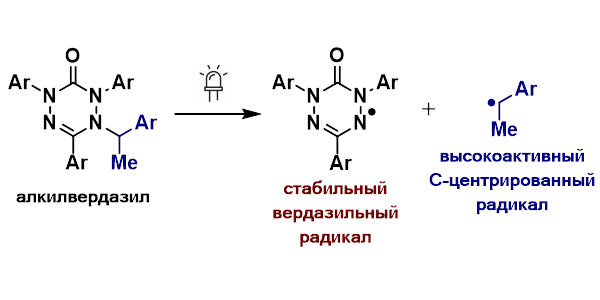 O
O
Ar
Ar
Ar
Ar
Ar
N
N
N
N
+
N
N
Ar
N
N
N
N•
Ar
Me
Ar
Me
алкилвердазил
стабильный
вердазильный
радикал
высокоактивный
С-центрированный
радикал